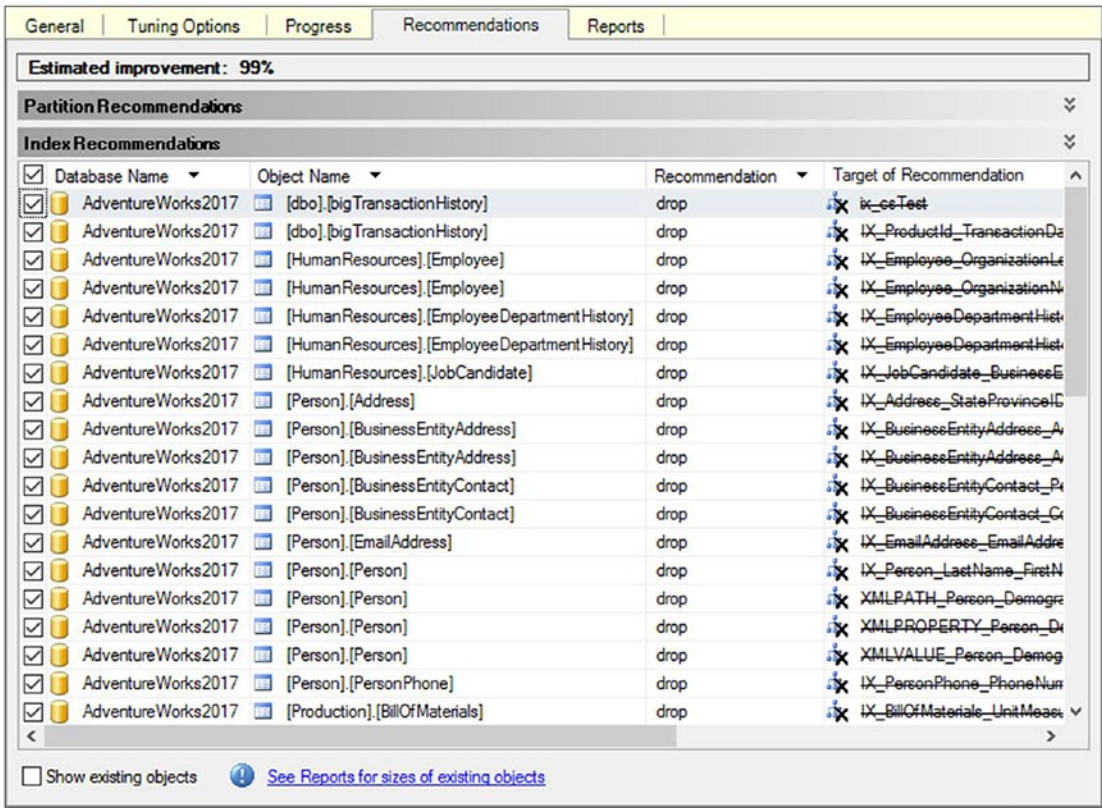 General Tuning Options Progress Recommendations Reports
Estimated improvement: 99%
Partition Recommendations
Index Recommendations
Database Name Object Name Recommendation Target of Recommendation
AdventureWorks2017 [dbo].[bigTransactionHistory] drop ix_csTest
AdventureWorks2017 [dbo].[bigTransactionHistory] drop IX_ProductId_TransactionDa
AdventureWorks2017 [HumanResources].[Employee] drop IX_Employee_OrganizationLe
AdventureWorks2017 [HumanResources].[Employee] drop IX_Employee_OrganizationN
AdventureWorks2017 [HumanResources].[EmployeeDepartmentHistory] drop IX_EmployeeDepartmentHist
AdventureWorks2017 [HumanResources].[EmployeeDepartmentHistory] drop IX_EmployeeDepartmentHist
AdventureWorks2017 [HumanResources].[JobCandidate] drop IX_JobCandidate_BusinessE
AdventureWorks2017 [Person].[Address] drop IX_Address_StateProvinceID
AdventureWorks2017 [Person].[BusinessEntityAddress] drop IX_BusinessEntityAddress_A
AdventureWorks2017 [Person].[BusinessEntityAddress] drop IX_BusinessEntityAddress_A
AdventureWorks2017 [Person].[BusinessEntityContact] drop IX_BusinessEntityContact_Pe
AdventureWorks2017 [Person].[BusinessEntityContact] drop IX_BusinessEntityContact_Co
AdventureWorks2017 [Person].[EmailAddress] drop IX_EmailAddress_EmailAddre
AdventureWorks2017 [Person].[Person] drop IX_Person_LastName_FirstN
AdventureWorks2017 [Person].[Person] drop XMLPATH_Person_Demogra
AdventureWorks2017 [Person].[Person] drop XMLPROPERTY_Person_De
AdventureWorks2017 [Person].[Person] drop XMLVALUE_Person_Demog
AdventureWorks2017 [Person].[PersonPhone] drop IX_PersonPhone_PhoneNum
AdventureWorks2017 [Production].[BillOfMaterials] drop IX_BillOfMaterials_UnitMeasu
Show existing objects See Reports for sizes of existing objects